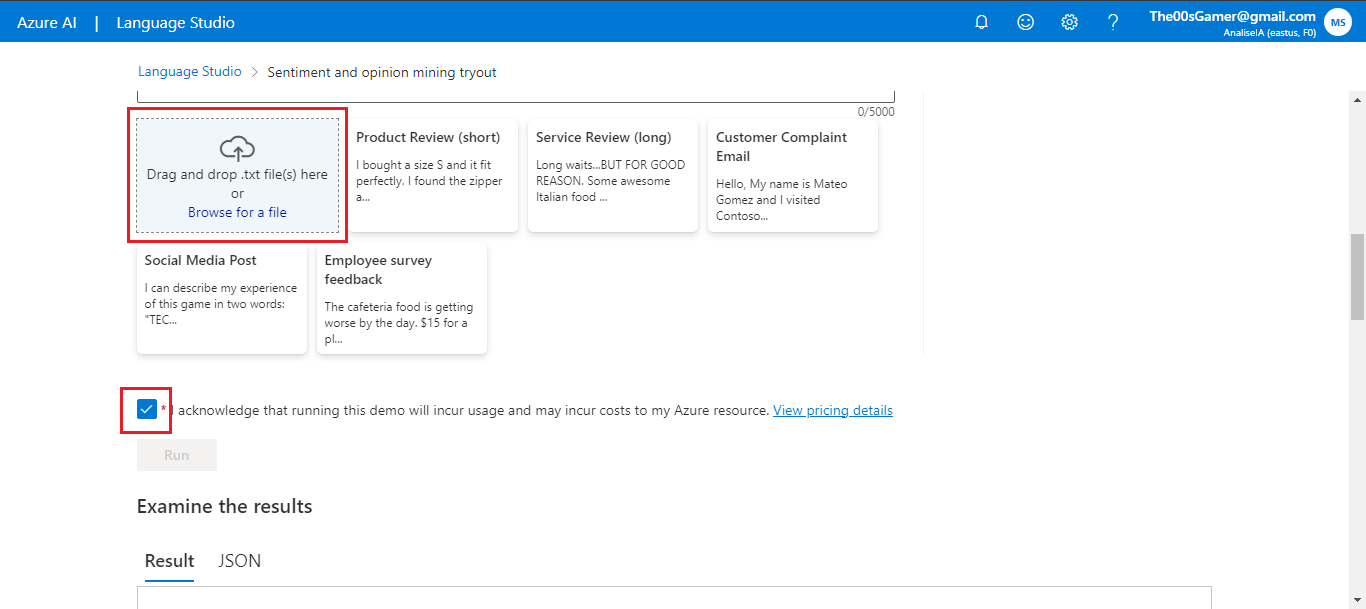 Azure AI | Language Studio
The00sGamer@gmail.com
AnaliseIA (eastus, F0)
MS
Language Studio > Sentiment and opinion mining tryout
0/5000
Drag and drop .txt file(s) here
or
Browse for a file
Product Review (short)
I bought a size S and it fit
perfectly. I found the zipper
a...
Service Review (long)
Long waits...BUT FOR GOOD
REASON. Some awesome
Italian food ...
Customer Complaint
Email
Hello, My name is Mateo
Gomez and I visited
Contoso...
Social Media Post
I can describe my experience
of this game in two words:
"TEC...
Employee survey
feedback
The cafeteria food is getting
worse by the day. $15 for a
pl...
* I acknowledge that running this demo will incur usage and may incur costs to my Azure resource. View pricing details
Run
Examine the results
Result JSON